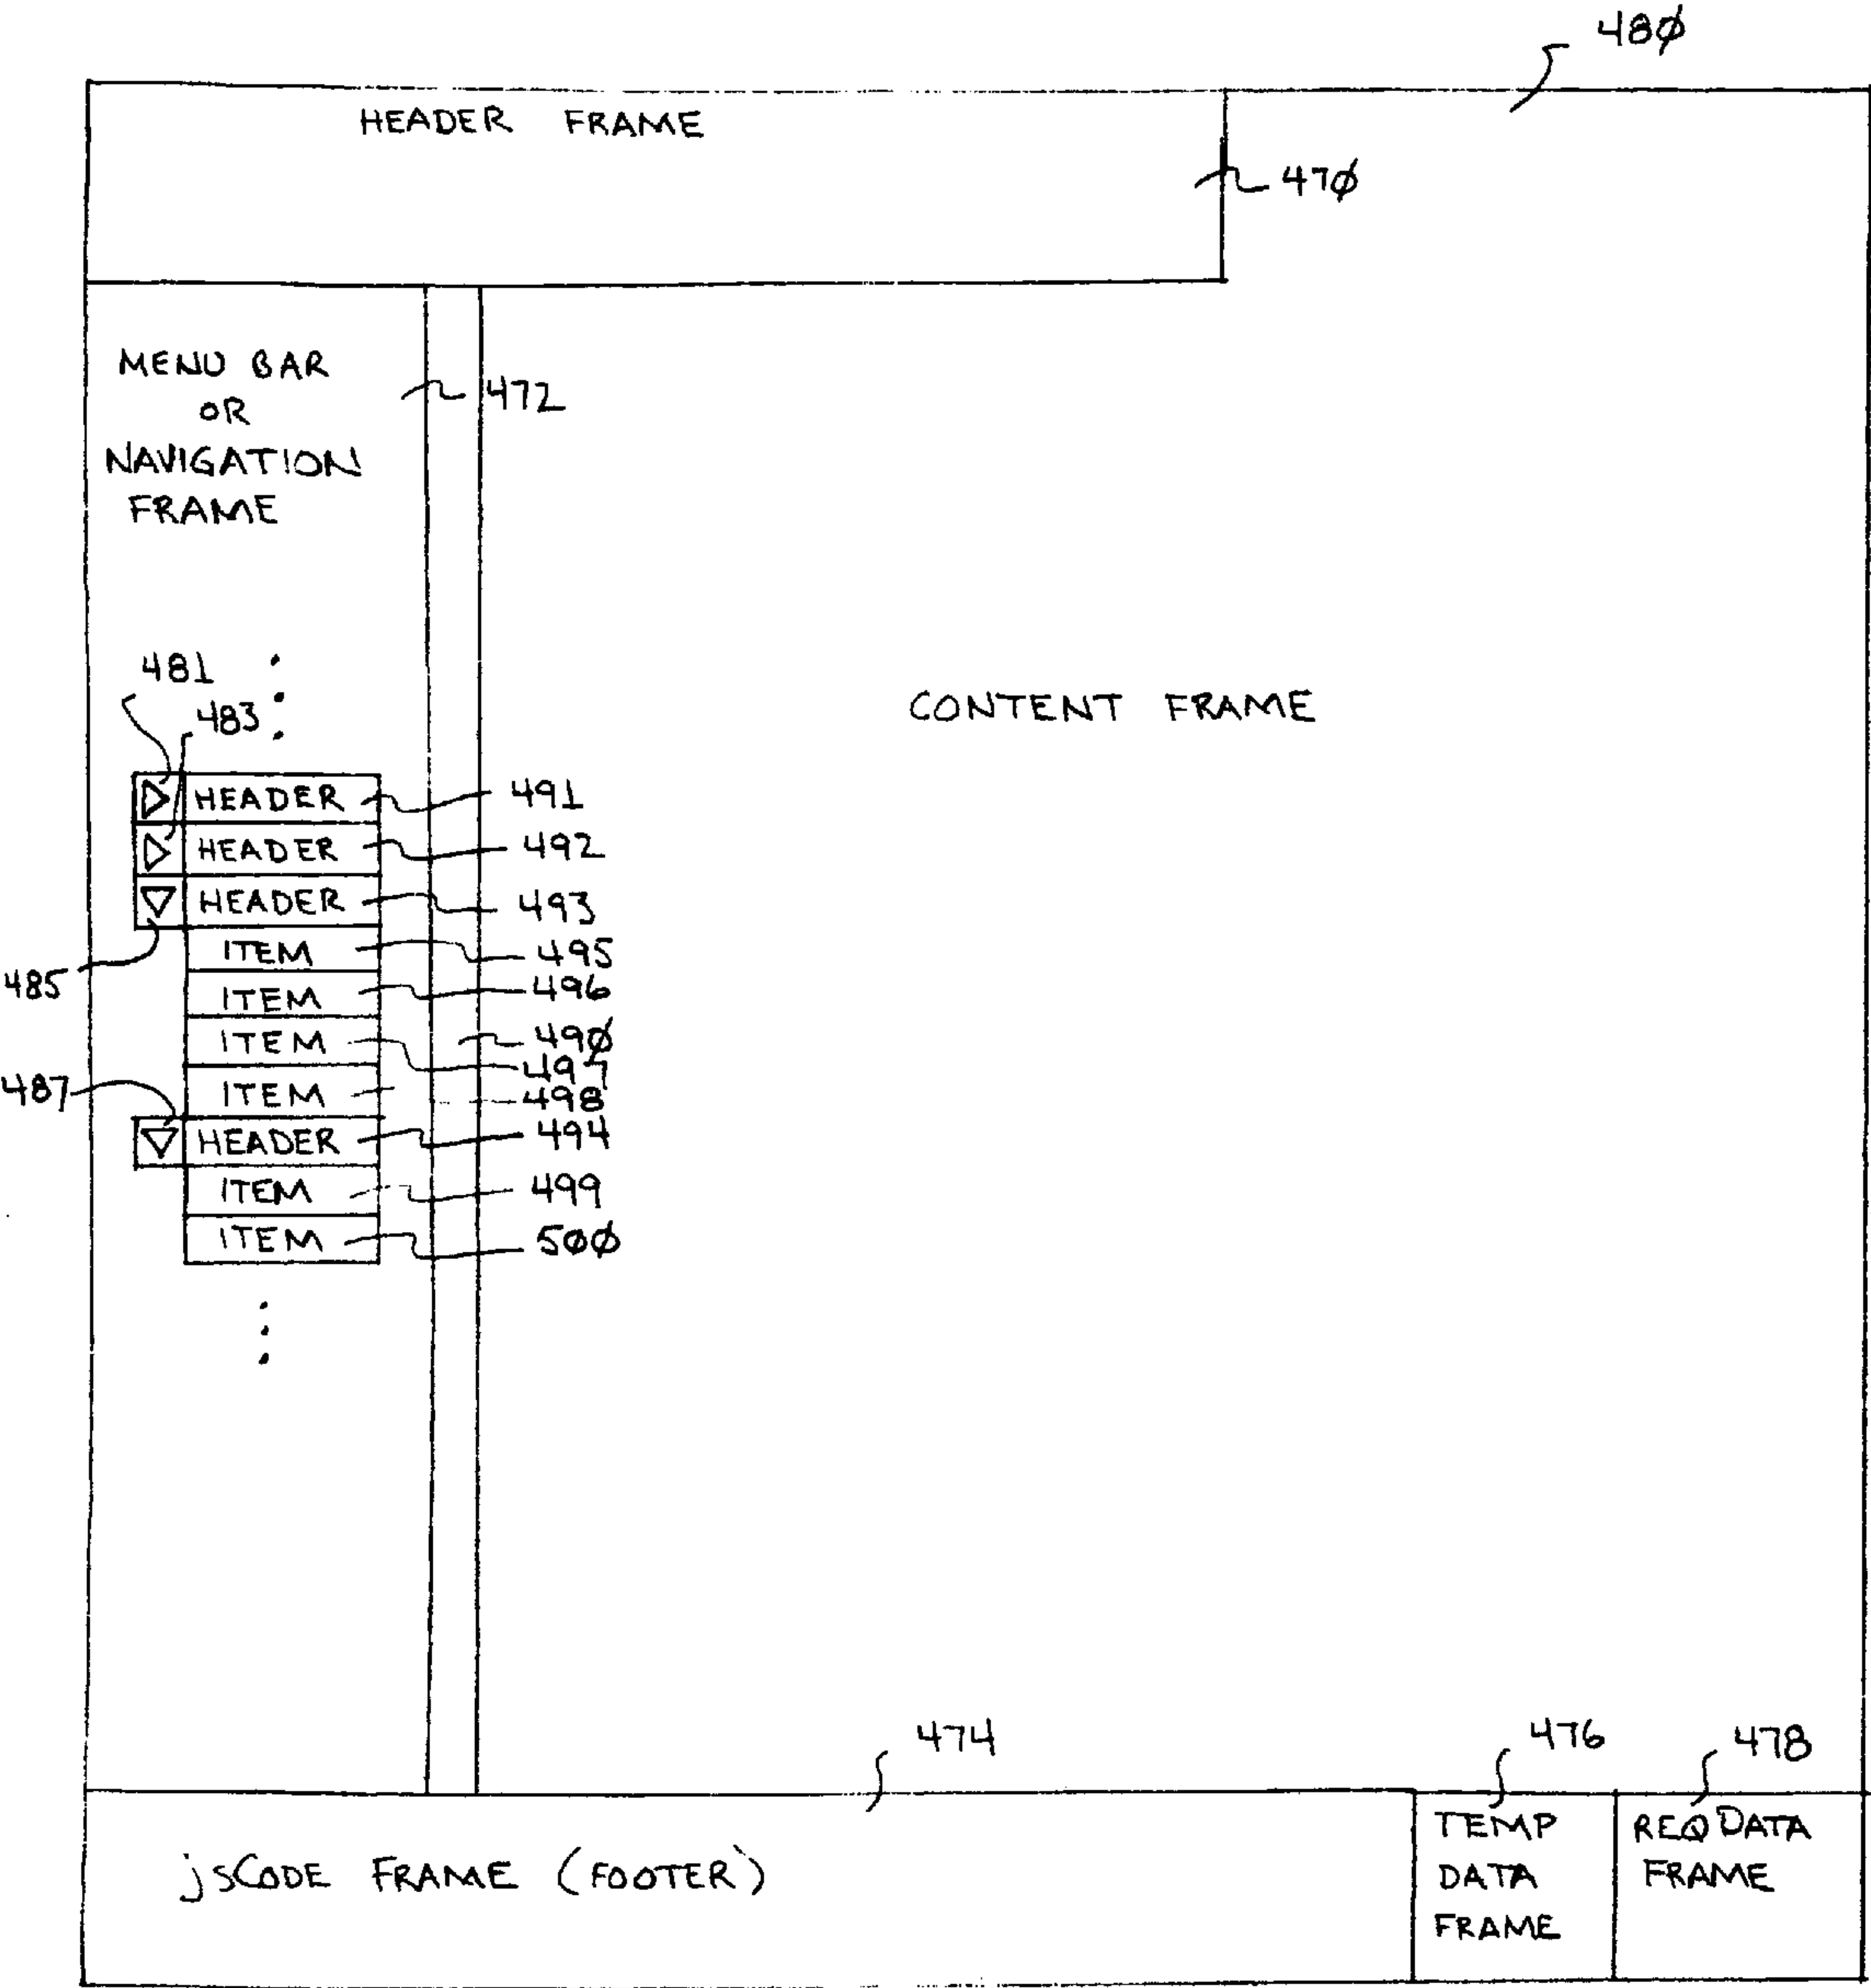 480
HEADER FRAME
470
MENU BAR
OR
NAVIGATION
FRAME
472
481
483
CONTENT FRAME
HEADER 491
HEADER 492
HEADER 493
ITEM 495
485
ITEM 496
ITEM 490
497
487
ITEM 498
HEADER 494
ITEM 499
ITEM 500
474
476
478
jsCODE FRAME (FOOTER)
TEMP
DATA
FRAME
REQDATA
FRAME